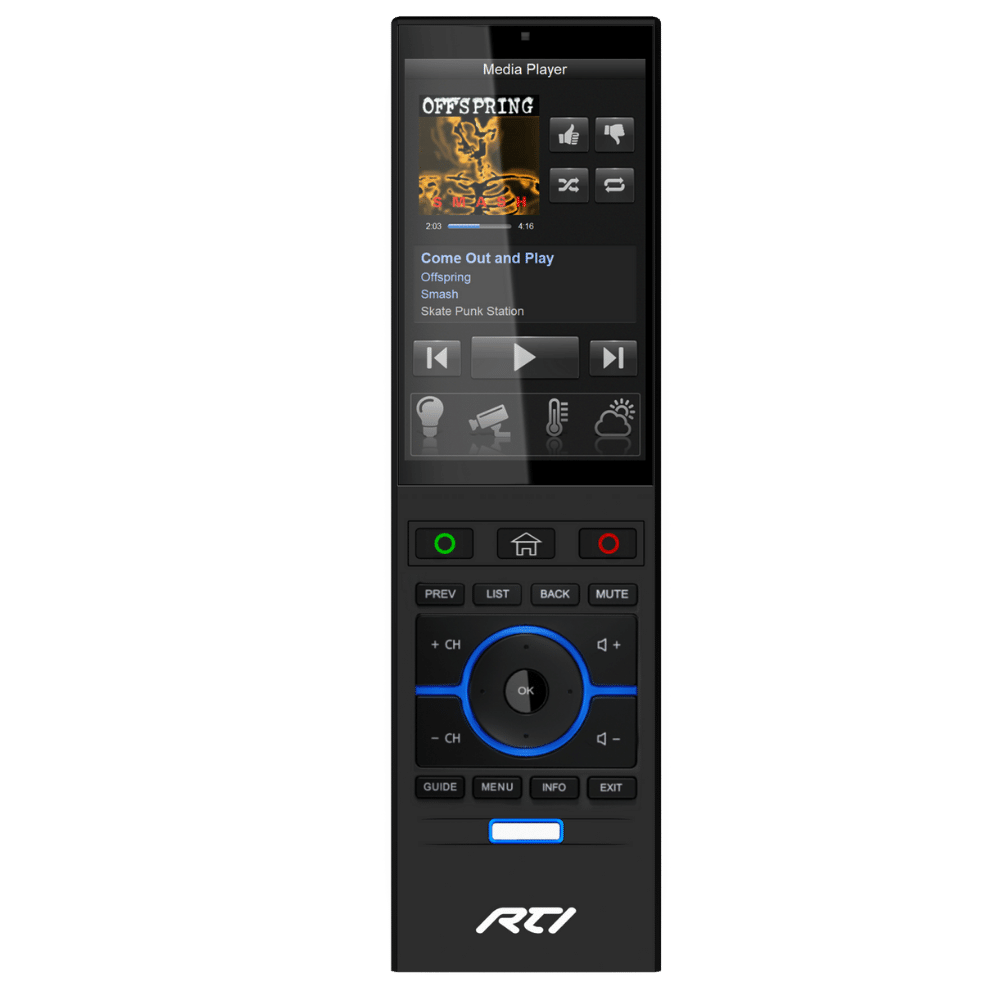 Media Player
OFFSPRING
SMASH
2:03 4:16
Come Out and Play
Offspring
Smash
Skate Punk Station
PREV LIST BACK MUTE
+ CH +
OK
− CH −
GUIDE MENU INFO EXIT
RTI